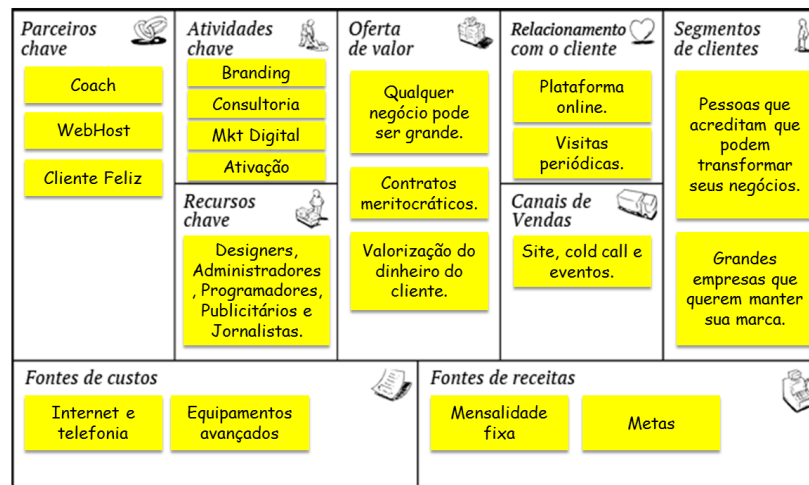 Parceiros
chave
Coach
WebHost
Cliente Feliz
Atividades
chave
Branding
Consultoria
Mkt Digital
Ativação
Recursos
chave
Designers,
Administradores
, Programadores,
Publicitários e
Jornalistas.
Oferta
de valor
Qualquer
negócio pode
ser grande.
Contratos
meritocráticos.
Valorização do
dinheiro do
cliente.
Relacionamento
com o cliente
Plataforma
online.
Visitas
periódicas.
Canais de
Vendas
Site, cold call e
eventos.
Segmentos
de clientes
Pessoas que
acreditam que
podem
transformar
seus negócios.
Grandes
empresas que
querem manter
sua marca.
Fontes de custos
Internet e
telefonia
Equipamentos
avançados
Fontes de receitas
Mensalidade
fixa
Metas